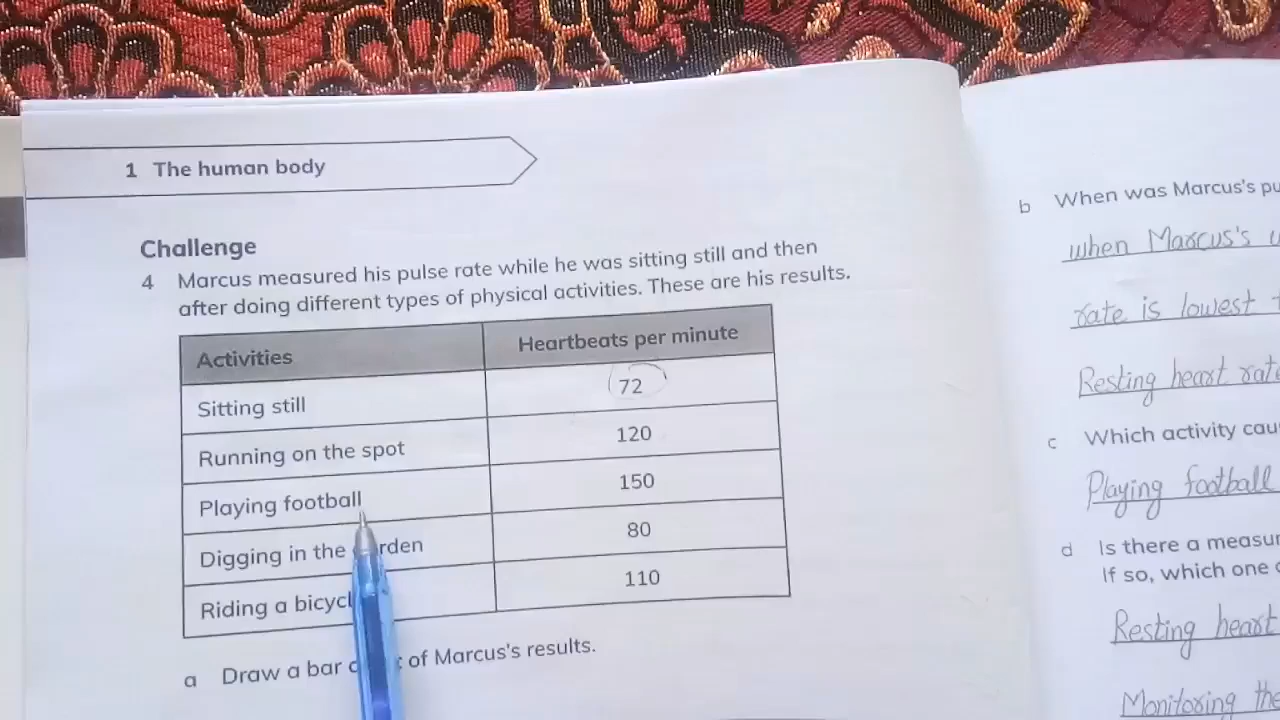 1 The human body
Challenge
4 Marcus measured his pulse rate while he was sitting still and then
after doing different types of physical activities. These are his results.
Activities Heartbeats per minute
Sitting still 72
Running on the spot 120
Playing football 150
Digging in the 80
Riding a 110
a Draw a bar of Marcus's results.
b When was Marcus's
when Marcus's
rate is lowest
Resting heart
c Which activity
Playing football
d Is there a
If so, which one
Resting heart
Monitoring